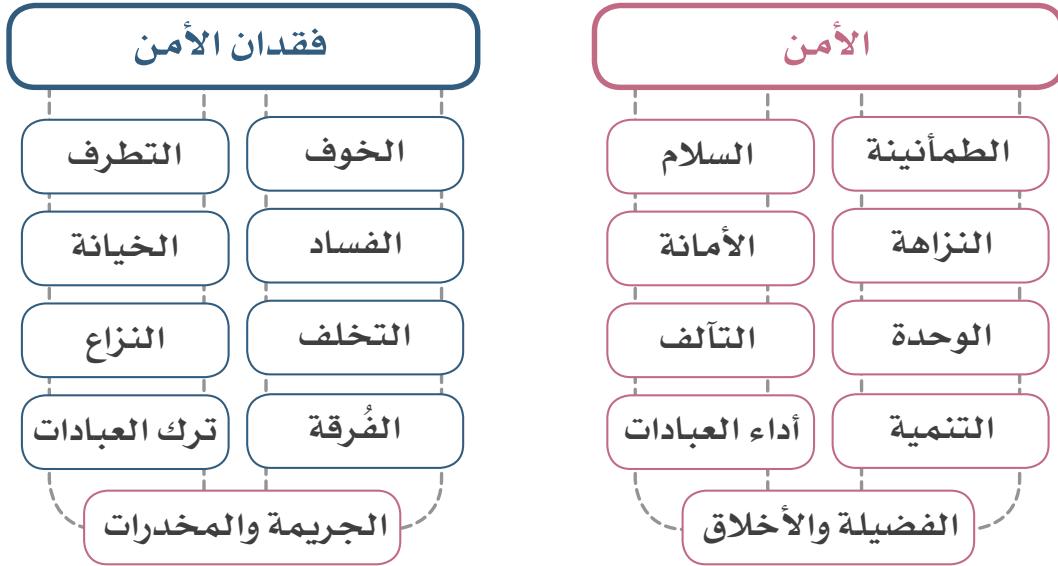 الأمن
الطمأنينة
السلام
النزاهة
الأمانة
الوحدة
التآلف
التنمية
أداء العبادات
الفضيلة والأخلاق
فقدان الأمن
الخوف
التطرف
الفساد
الخيانة
التخلف
النزاع
الفُرقة
ترك العبادات
الجريمة والمخدرات